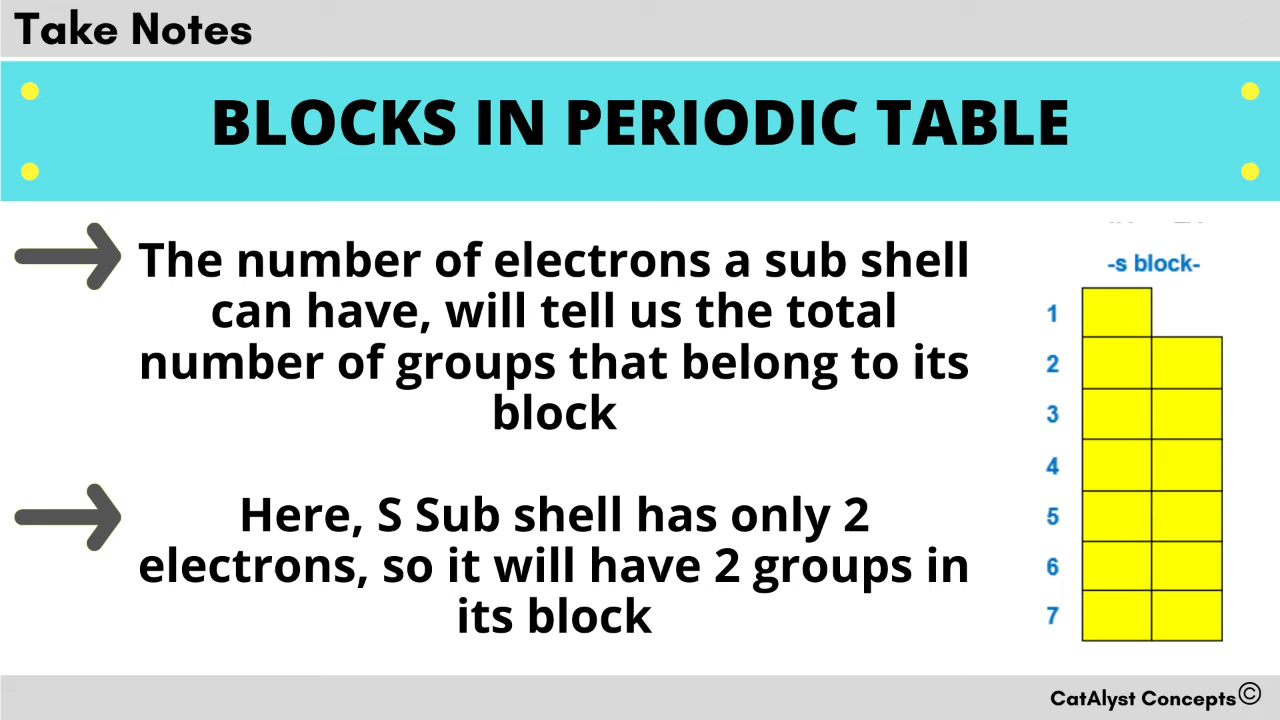 Take Notes
BLOCKS IN PERIODIC TABLE
The number of electrons a sub shell
can have, will tell us the total
number of groups that belong to its
block
Here, S Sub shell has only 2
electrons, so it will have 2 groups in
its block
-s block-
1
2
3
4
5
6
7
CatAlyst Concepts©